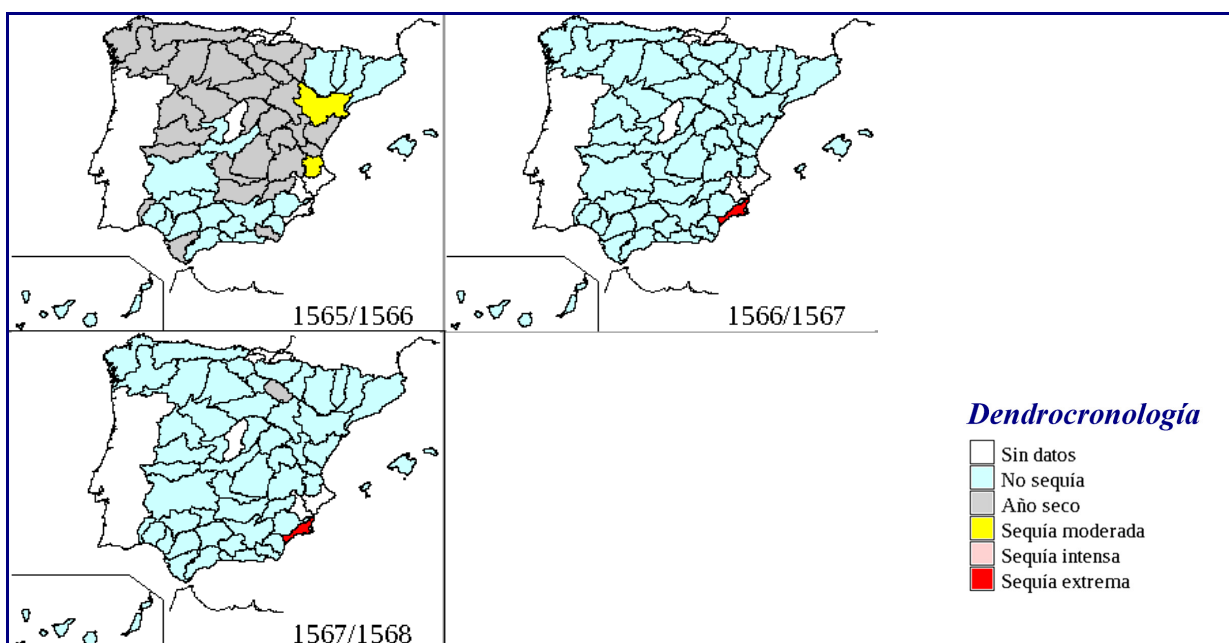 1565/1566
1566/1567
1567/1568
Dendrocronología
Sin datos
No sequía
Año seco
Sequía moderada
Sequía intensa
Sequía extrema